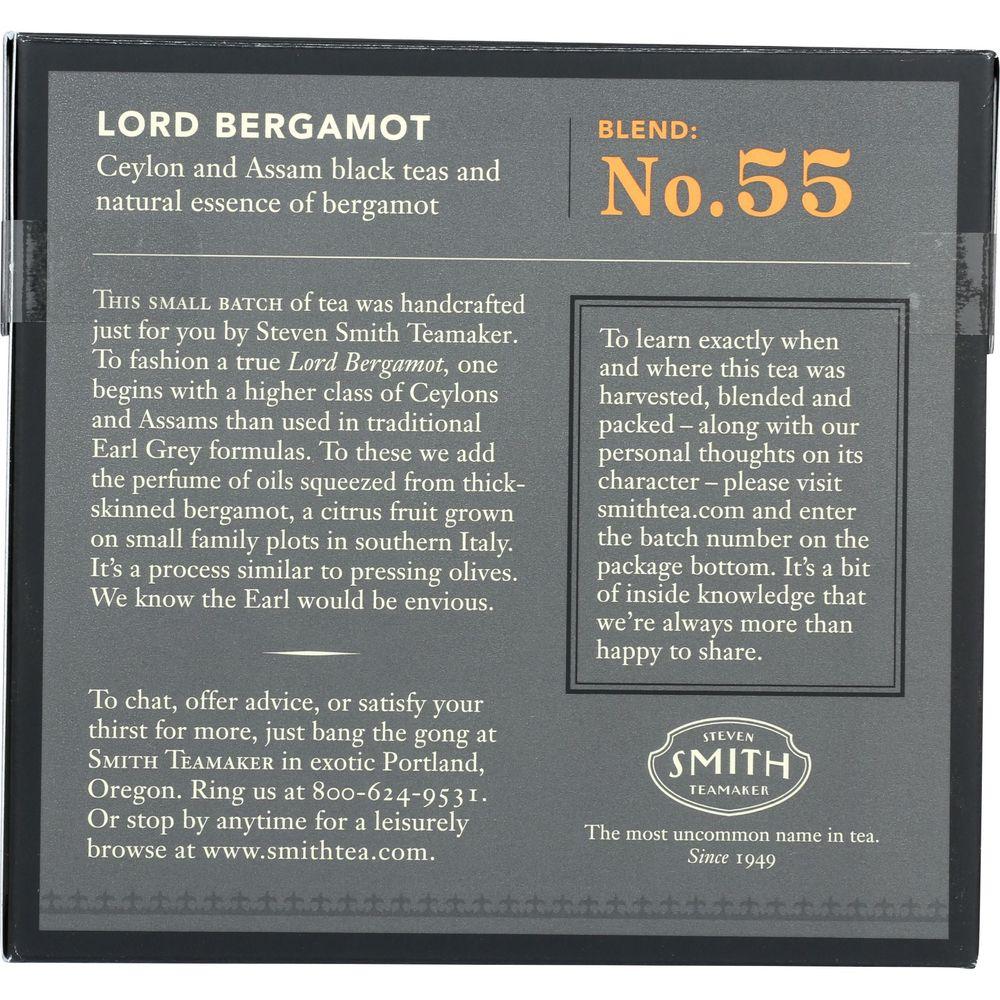 LORD BERGAMOT
Ceylon and Assam black teas and
natural essence of bergamot
BLEND:
No.55
THIS SMALL BATCH of tea was handcrafted
just for you by Steven Smith Teamaker.
To fashion a true Lord Bergamot, one
begins with a higher class of Ceylons
and Assams than used in traditional
Earl Grey formulas. To these we add
the perfume of oils squeezed from thick-
skinned bergamot, a citrus fruit grown
on small family plots in southern Italy.
It's a process similar to pressing olives.
We know the Earl would be envious.
To chat, offer advice, or satisfy your
thirst for more, just bang the gong at
SMITH TEAMAKER in exotic Portland,
Oregon. Ring us at 800-624-9531.
Or stop by anytime for a leisurely
browse at www.smithtea.com.
To learn exactly when
and where this tea was
harvested, blended and
packed – along with our
personal thoughts on its
character – please visit
smithtea.com and enter
the batch number on the
package bottom. It's a bit
of inside knowledge that
we're always more than
happy to share.
STEVEN
SMITH
TEAMAKER
The most uncommon name in tea.
Since 1949